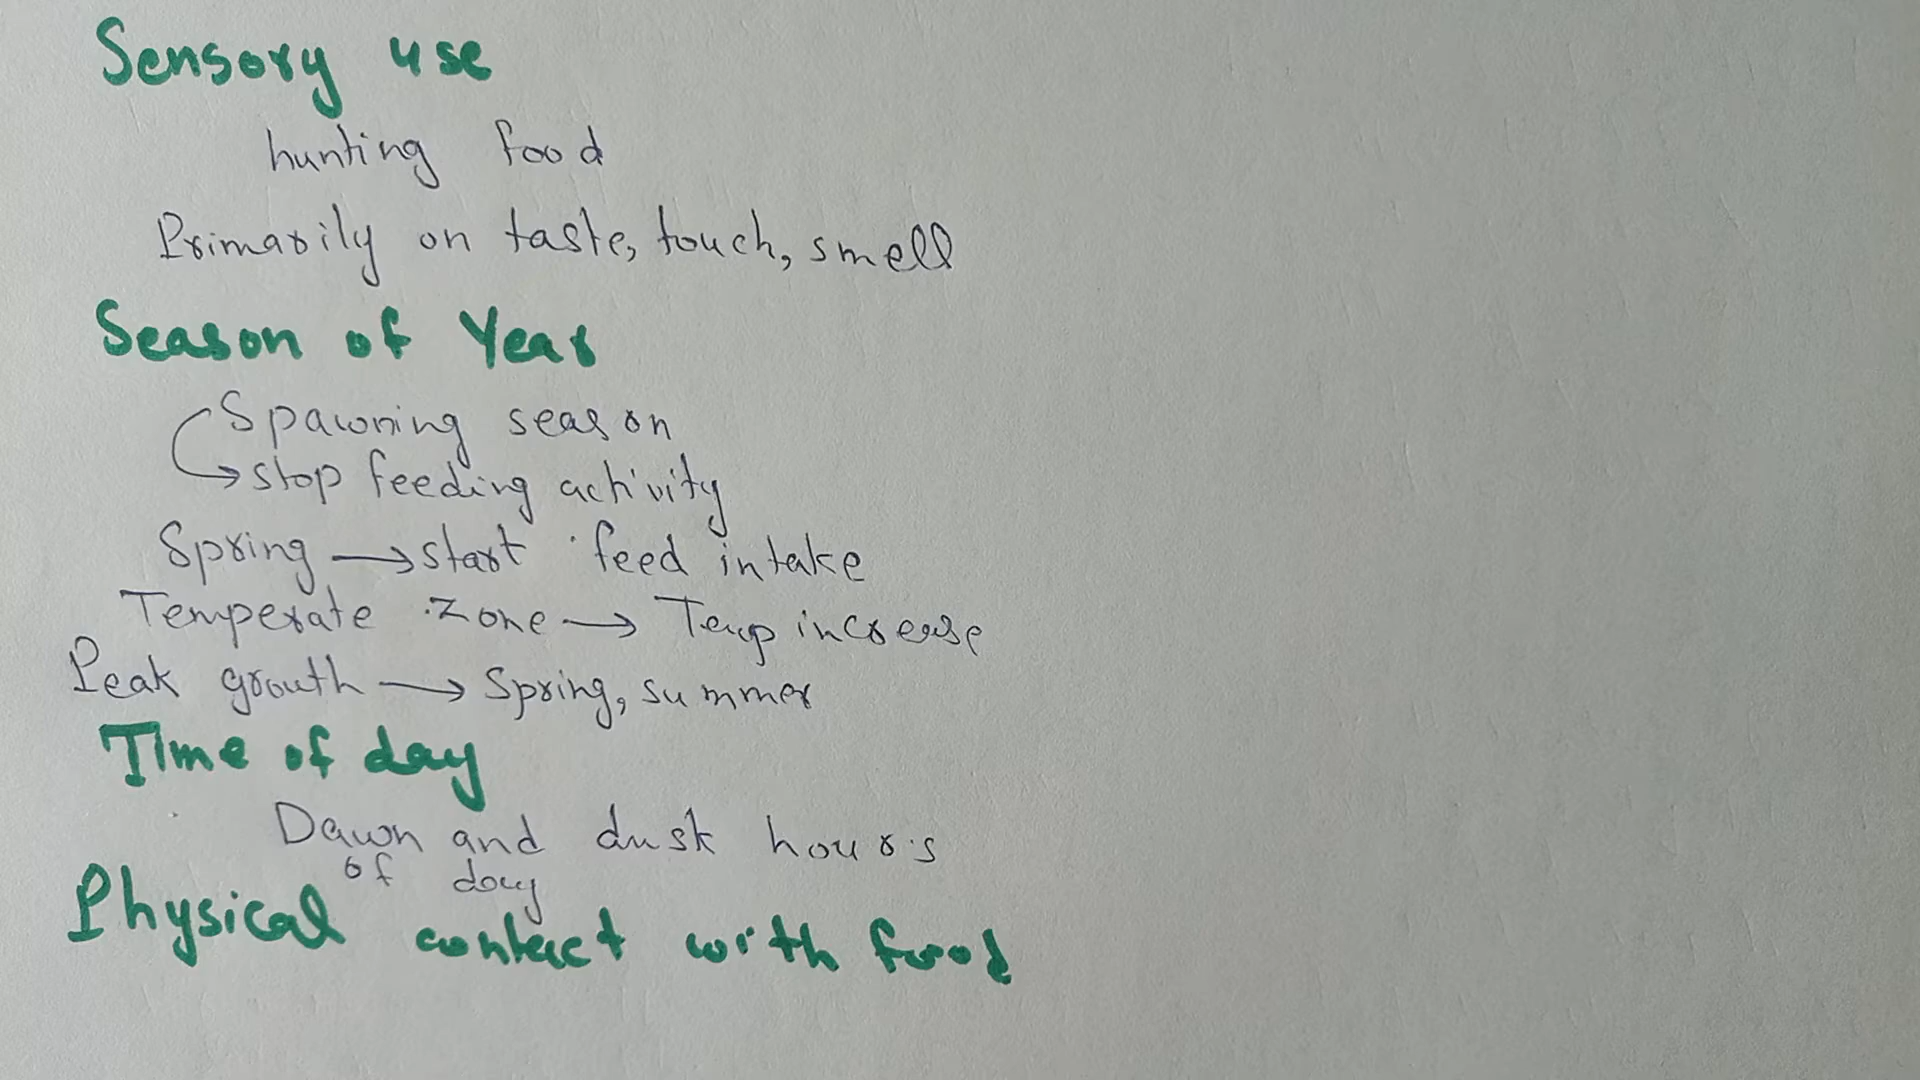 Sensory use
hunting food
Primarily on taste, touch, smell
Season of Year
Spawning season
→ stop feeding activity
Spring → start feed intake
Temperate zone → Temp increase
Peak growth → Spring, summer
Time of day
Dawn and dusk hours
of day
Physical contact with food